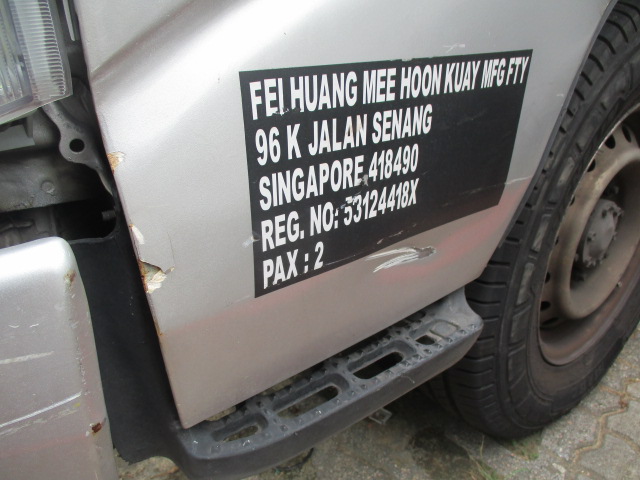 FEI HUANG MEE HOON KUAY MFG FTY
96 K JALAN SENANG
SINGAPORE 418490
REG. NO: 53124418X
PAX : 2